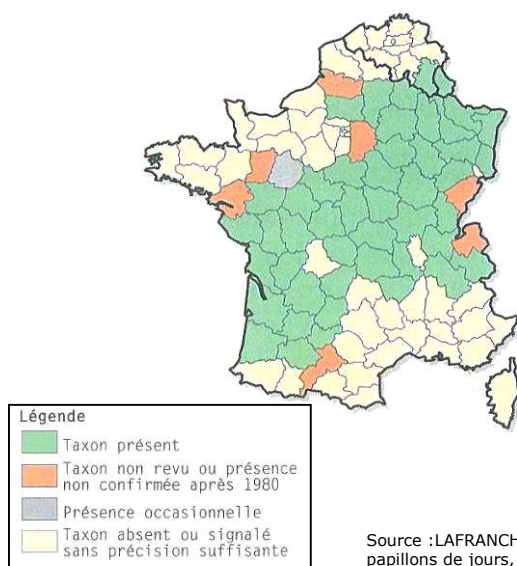 Légende
Taxon présent
Taxon non revu ou présence
non confirmée après 1980
Présence occasionnelle
Taxon absent ou signalé
sans précision suffisante
Source :LAFRANCH
papillons de jours,